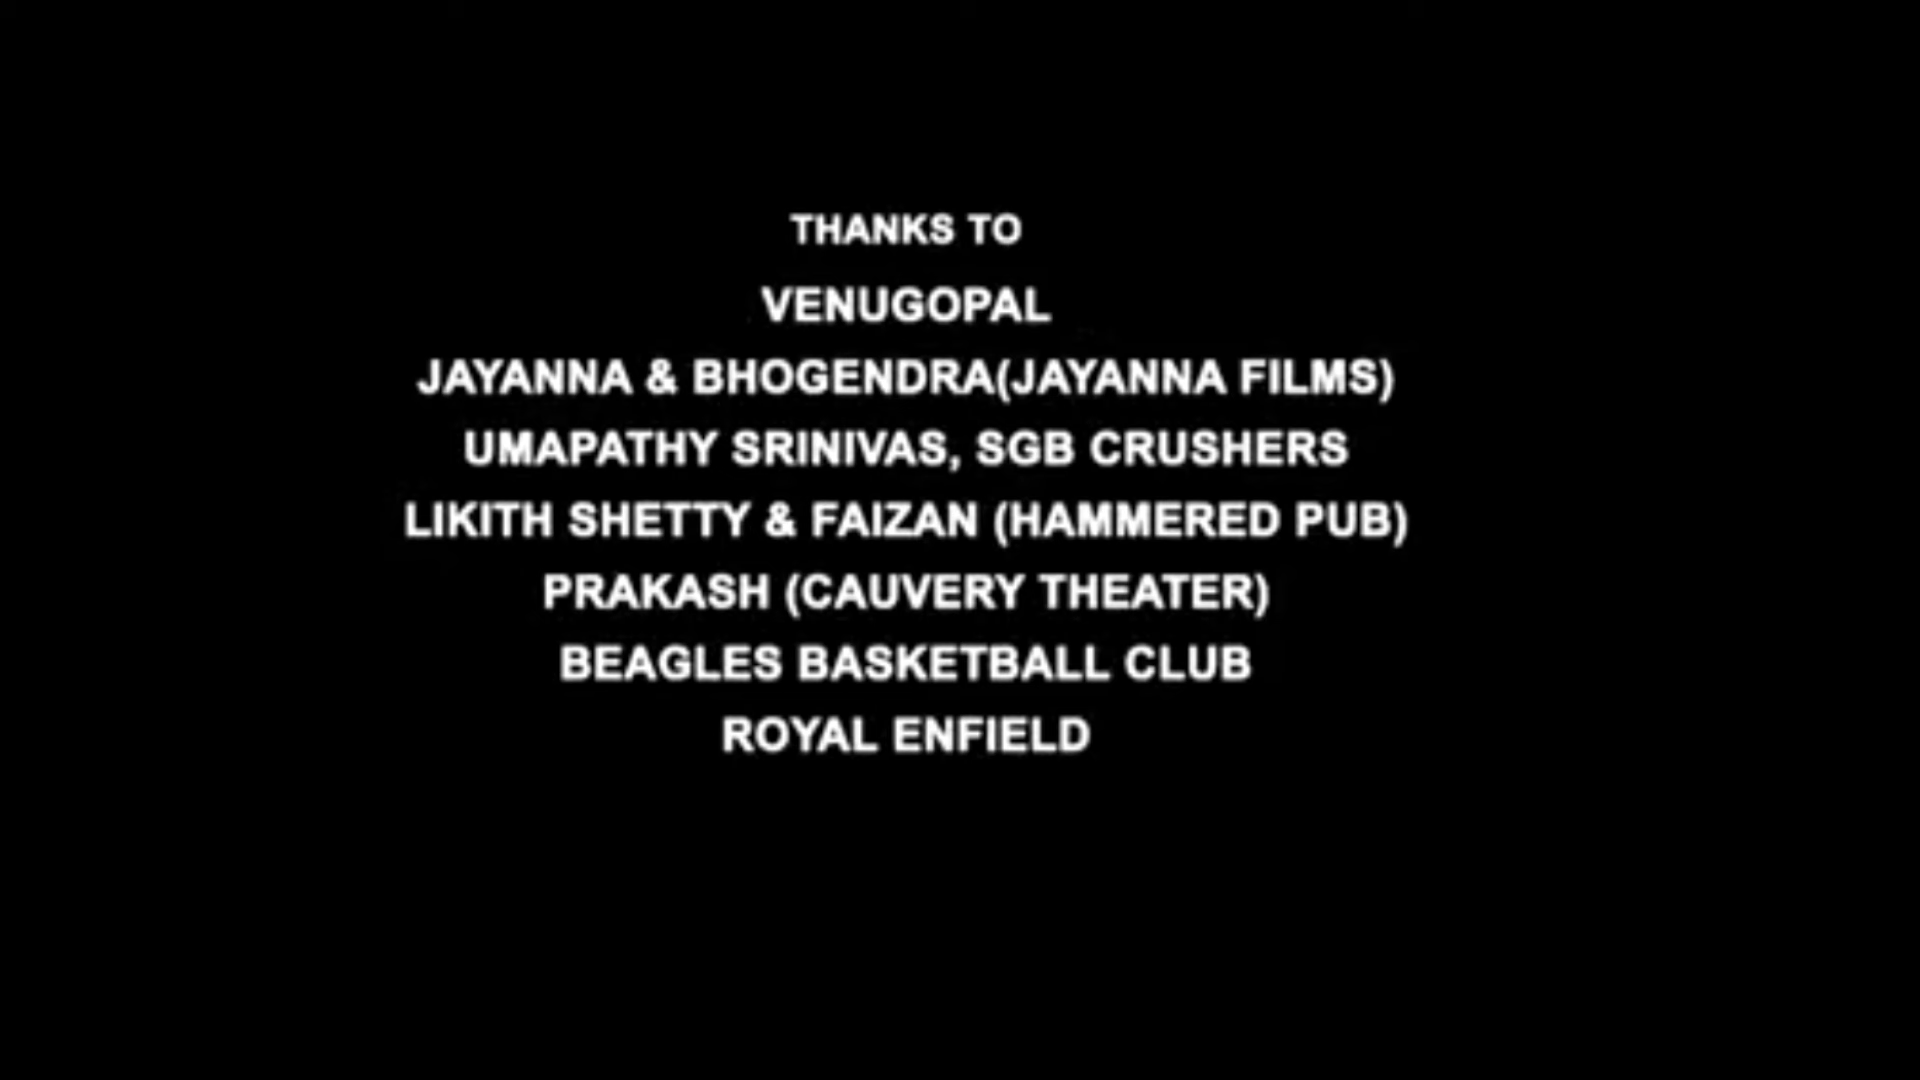 THANKS TO
VENUGOPAL
JAYANNA & BHOGENDRA(JAYANNA FILMS)
UMAPATHY SRINIVAS, SGB CRUSHERS
LIKITH SHETTY & FAIZAN (HAMMERED PUB)
PRAKASH (CAUVERY THEATER)
BEAGLES BASKETBALL CLUB
ROYAL ENFIELD